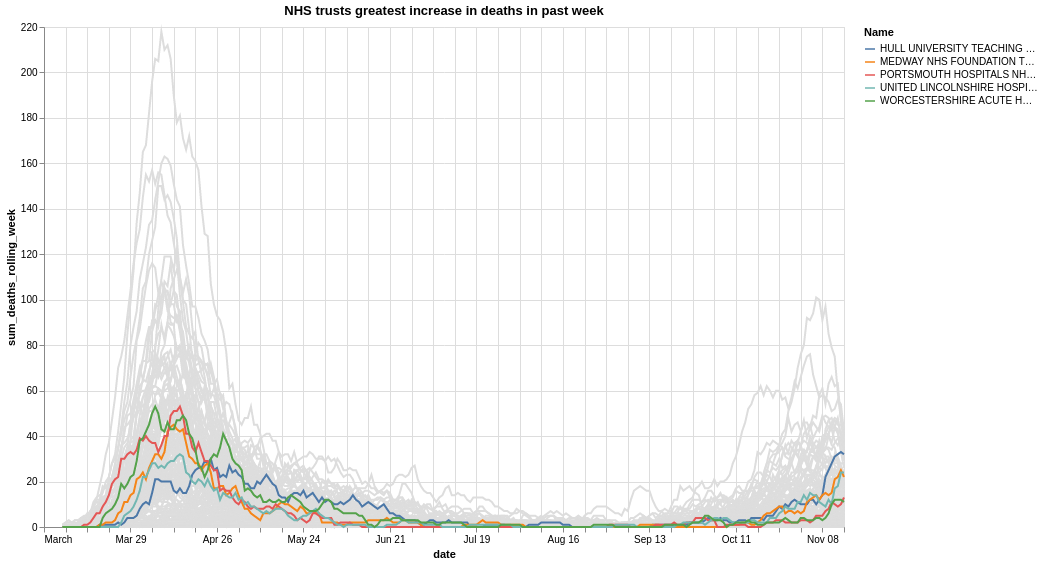 NHS trusts greatest increase in deaths in past week
Name
HULL UNIVERSITY TEACHING …
MEDWAY NHS FOUNDATION T…
PORTSMOUTH HOSPITALS NH…
UNITED LINCOLNSHIRE HOSPI…
WORCESTERSHIRE ACUTE H…
sum_deaths_rolling_week
220
200
180
160
140
120
100
80
60
40
20
0
March Mar 29 Apr 26 May 24 Jun 21 Jul 19 Aug 16 Sep 13 Oct 11 Nov 08
date